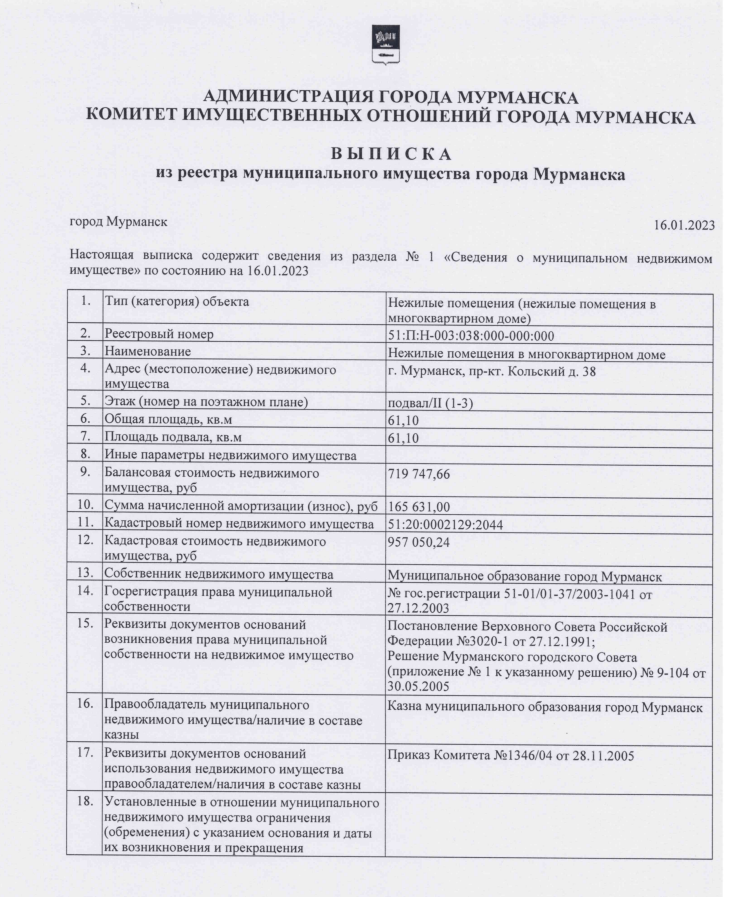 АДМИНИСТРАЦИЯ ГОРОДА МУРМАНСКА
КОМИТЕТ ИМУЩЕСТВЕННЫХ ОТНОШЕНИЙ ГОРОДА МУРМАНСКА
В Ы П И С К А
из реестра муниципального имущества города Мурманска
город Мурманск 16.01.2023
Настоящая выписка содержит сведения из раздела № 1 «Сведения о муниципальном недвижимом
имуществе» по состоянию на 16.01.2023
1. Тип (категория) объекта Нежилые помещения (нежилые помещения в
многоквартирном доме)
2. Реестровый номер 51:П:Н-003:038:000-000:000
3. Наименование Нежилые помещения в многоквартирном доме
4. Адрес (местоположение) недвижимого г. Мурманск, пр-кт. Кольский д. 38
имущества
5. Этаж (номер на поэтажном плане) подвал/II (1-3)
6. Общая площадь, кв.м 61,10
7. Площадь подвала, кв.м 61,10
8. Иные параметры недвижимого имущества
9. Балансовая стоимость недвижимого 719 747,66
имущества, руб
10. Сумма начисленной амортизации (износ), руб 165 631,00
11. Кадастровый номер недвижимого имущества 51:20:0002129:2044
12. Кадастровая стоимость недвижимого 957 050,24
имущества, руб
13. Собственник недвижимого имущества Муниципальное образование город Мурманск
14. Госрегистрация права муниципальной № гос.регистрации 51-01/01-37/2003-1041 от
собственности 27.12.2003
15. Реквизиты документов оснований Постановление Верховного Совета Российской
возникновения права муниципальной Федерации №3020-1 от 27.12.1991;
собственности на недвижимое имущество Решение Мурманского городского Совета
(приложение № 1 к указанному решению) № 9-104 от
30.05.2005
16. Правообладатель муниципального Казна муниципального образования город Мурманск
недвижимого имущества/наличие в составе
казны
17. Реквизиты документов оснований Приказ Комитета №1346/04 от 28.11.2005
использования недвижимого имущества
правообладателем/наличия в составе казны
18. Установленные в отношении муниципального
недвижимого имущества ограничения
(обременения) с указанием основания и даты
их возникновения и прекращения